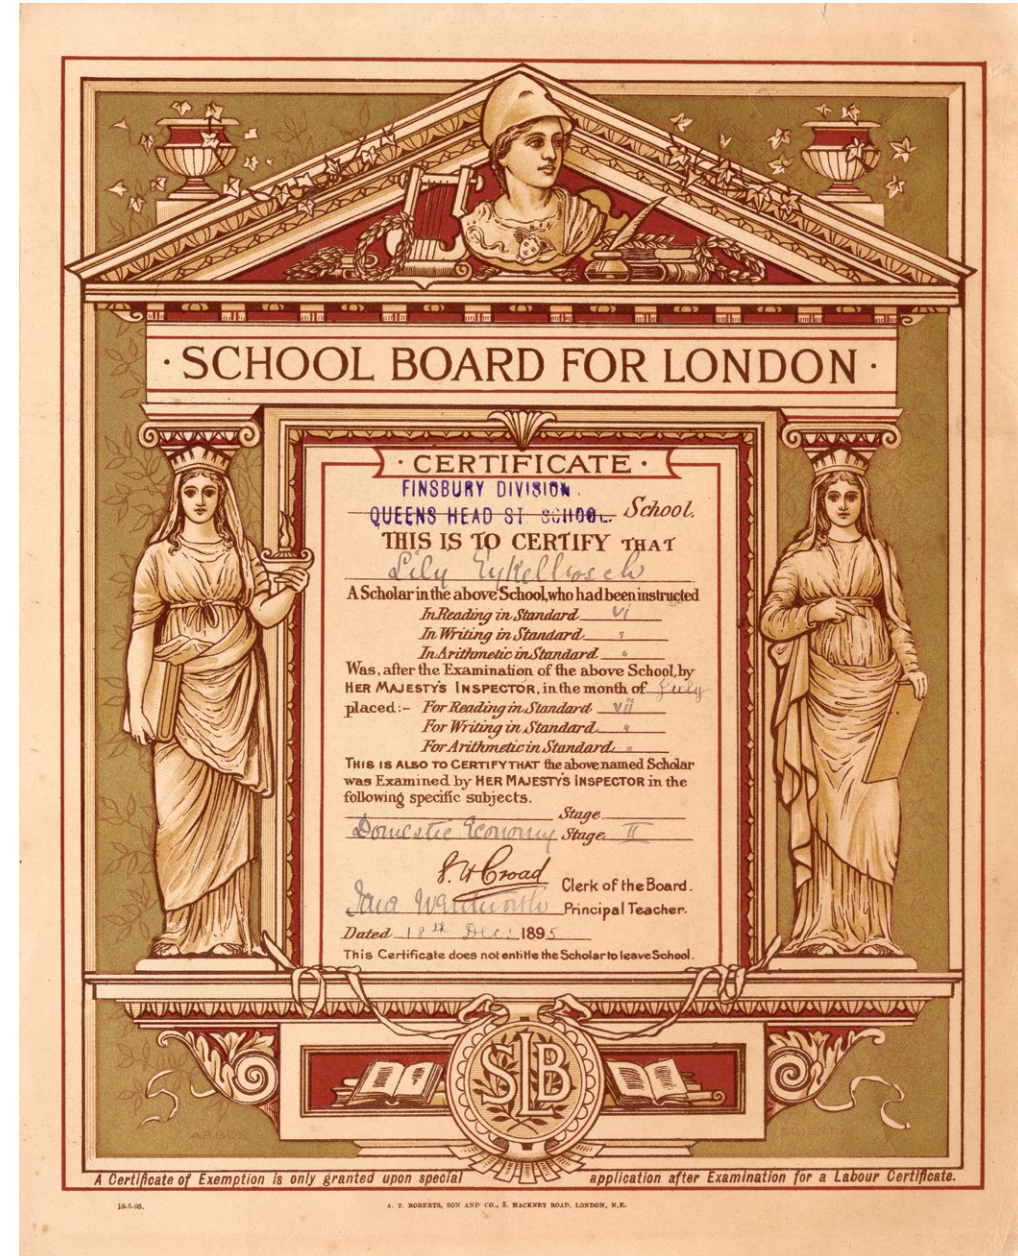 · SCHOOL BOARD FOR LONDON ·
· CERTIFICATE ·
FINSBURY DIVISION.
QUEENS HEAD ST. SCHOOL. School.
THIS IS TO CERTIFY THAT
Lily
A Scholar in the above School, who had been instructed
In Reading in Standard vi
In Writing in Standard "
In Arithmetic in Standard "
Was, after the Examination of the above School, by
HER MAJESTY'S INSPECTOR, in the month of July
placed:- For Reading in Standard vii
For Writing in Standard "
For Arithmetic in Standard "
THIS IS ALSO TO CERTIFY THAT the above named Scholar
was Examined by HER MAJESTY'S INSPECTOR in the
following specific subjects.
Stage
Domestic Economy Stage II
Croad Clerk of the Board.
Principal Teacher.
Dated 18th Dec: 1895
This Certificate does not entitle the Scholar to leave School.
SLB
A Certificate of Exemption is only granted upon special application after Examination for a Labour Certificate.
18-5-95.
A. T. ROBERTS, SON AND CO., 5. HACKNEY ROAD, LONDON, N.E.